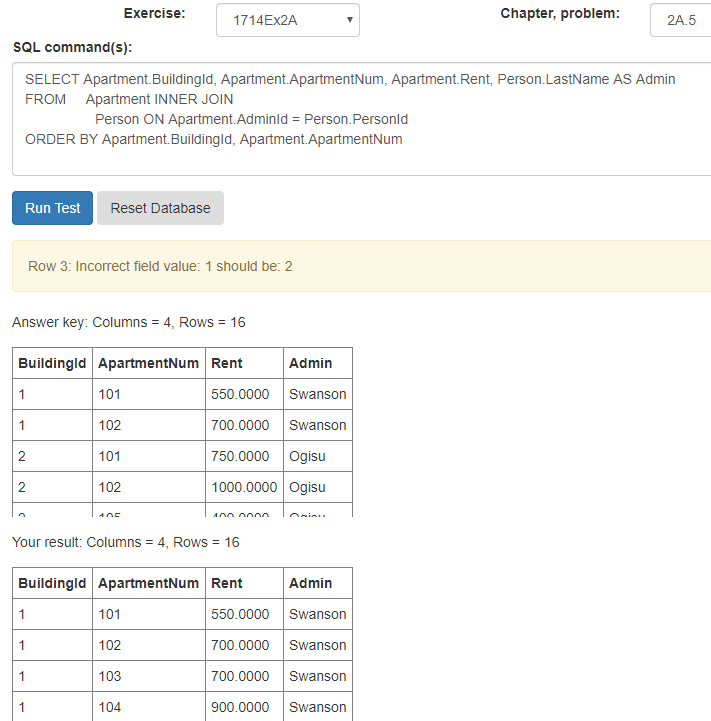 Exercise: 1714Ex2A Chapter, problem: 2A.5
SQL command(s):
SELECT Apartment.BuildingId, Apartment.ApartmentNum, Apartment.Rent, Person.LastName AS Admin
FROM Apartment INNER JOIN
Person ON Apartment.AdminId = Person.PersonId
ORDER BY Apartment.BuildingId, Apartment.ApartmentNum
Run Test Reset Database
Row 3: Incorrect field value: 1 should be: 2
Answer key: Columns = 4, Rows = 16
BuildingId ApartmentNum Rent Admin
1 101 550.0000 Swanson
1 102 700.0000 Swanson
2 101 750.0000 Ogisu
2 102 1000.0000 Ogisu
Your result: Columns = 4, Rows = 16
BuildingId ApartmentNum Rent Admin
1 101 550.0000 Swanson
1 102 700.0000 Swanson
1 103 700.0000 Swanson
1 104 900.0000 Swanson